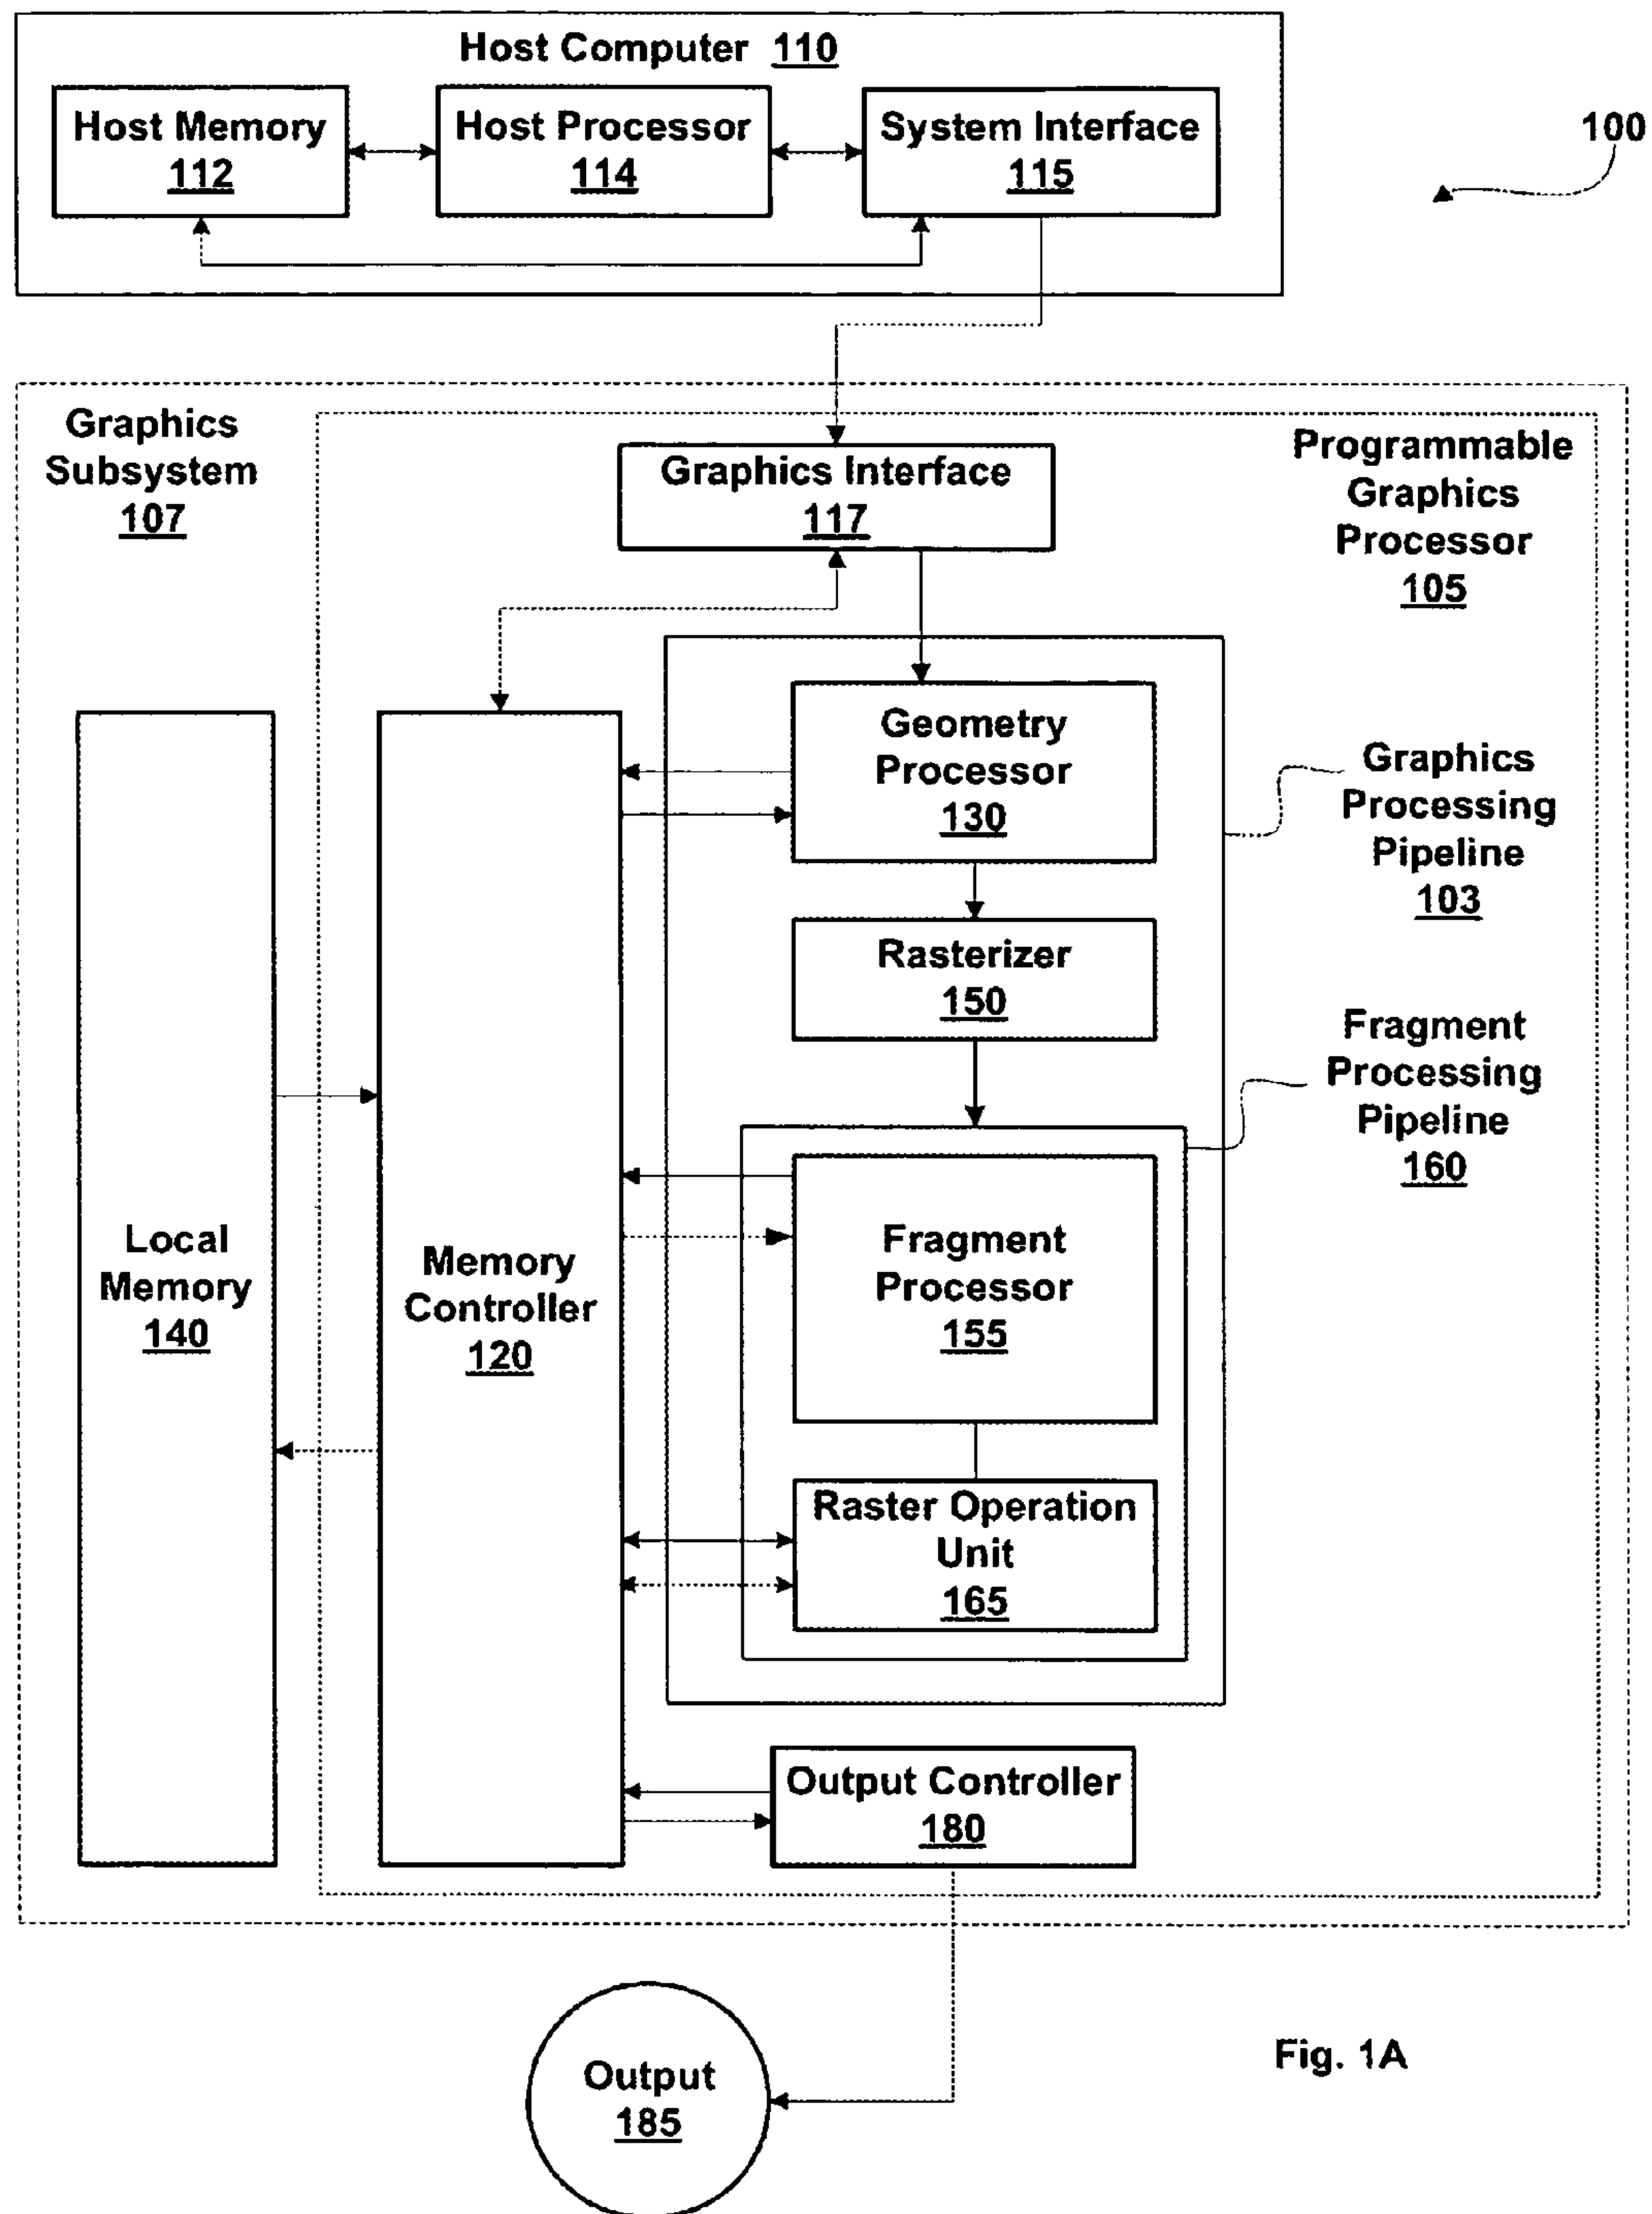 Host Computer 110
Host Memory
112
Host Processor
114
System Interface
115
100
Graphics
Subsystem
107
Graphics Interface
117
Programmable
Graphics
Processor
105
Geometry
Processor
130
Graphics
Processing
Pipeline
103
Rasterizer
150
Fragment
Processing
Pipeline
160
Local
Memory
140
Memory
Controller
120
Fragment
Processor
155
Raster Operation
Unit
165
Output Controller
180
Output
185
Fig. 1A